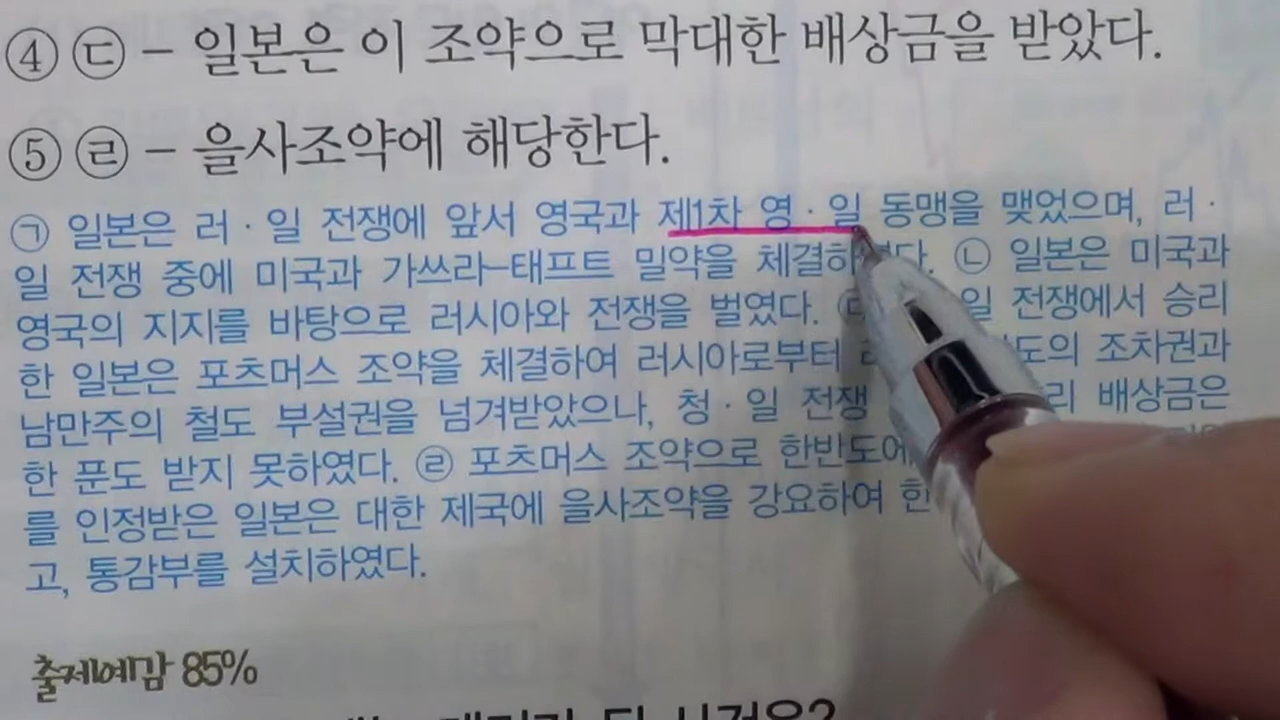 ④ ㉢ - 일본은 이 조약으로 막대한 배상금을 받았다.
⑤ ㉣ - 을사조약에 해당한다.
㉠ 일본은 러·일 전쟁에 앞서 영국과 제1차 영·일 동맹을 맺었으며, 러·
일 전쟁 중에 미국과 가쓰라-태프트 밀약을 체결하였다. ㉡ 일본은 미국과
영국의 지지를 바탕으로 러시아와 전쟁을 벌였다. 일 전쟁에서 승리
한 일본은 포츠머스 조약을 체결하여 러시아로부터 도의 조차권과
남만주의 철도 부설권을 넘겨받았으나, 청·일 전쟁 리 배상금은
한 푼도 받지 못하였다. ㉣ 포츠머스 조약으로 한반도에
를 인정받은 일본은 대한 제국에 을사조약을 강요하여
고, 통감부를 설치하였다.
출제예감 85%